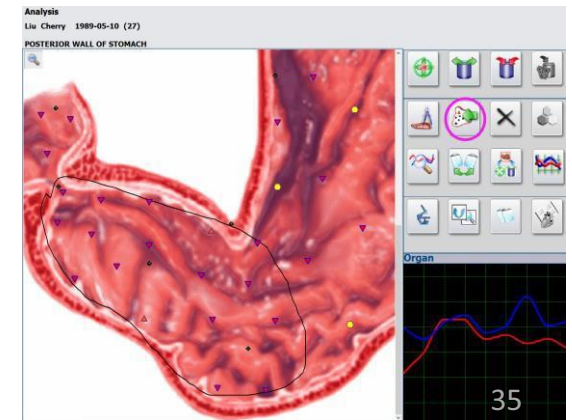 Analysis
Liu Cherry 1989-05-10 (27)
POSTERIOR WALL OF STOMACH
Organ
35